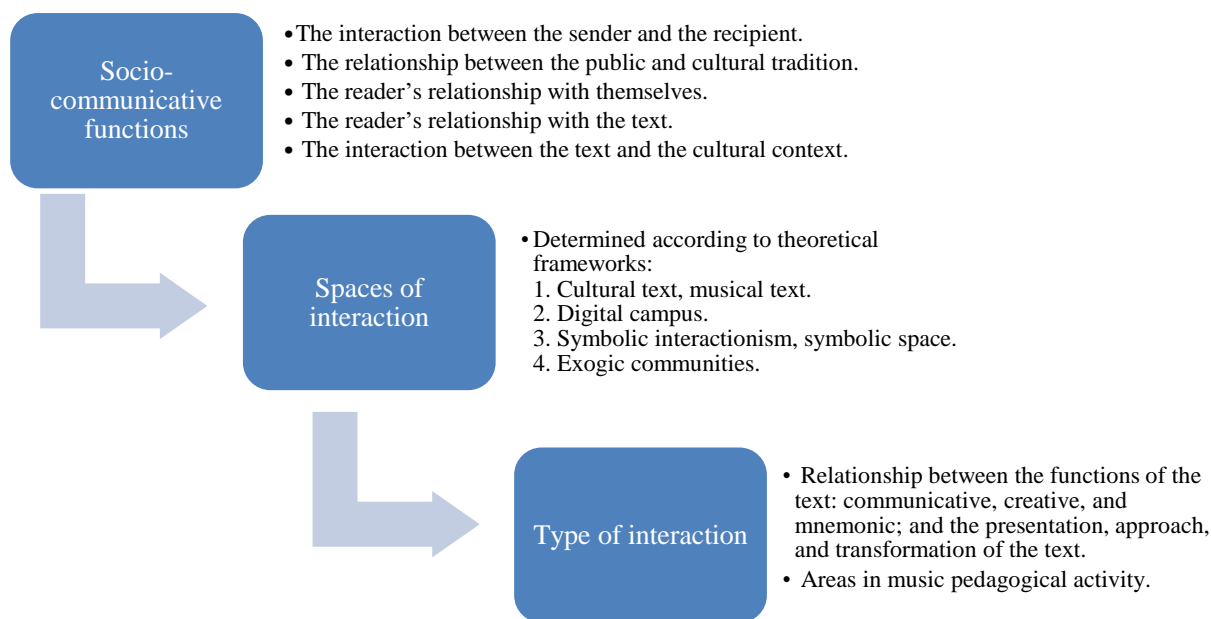 Socio-
communicative
functions
•The interaction between the sender and the recipient.
• The relationship between the public and cultural tradition.
• The reader’s relationship with themselves.
• The reader’s relationship with the text.
• The interaction between the text and the cultural context.
Spaces of
interaction
• Determined according to theoretical
frameworks:
1. Cultural text, musical text.
2. Digital campus.
3. Symbolic interactionism, symbolic space.
4. Exogic communities.
Type of interaction
• Relationship between the functions of the
text: communicative, creative, and
mnemonic; and the presentation, approach,
and transformation of the text.
• Areas in music pedagogical activity.